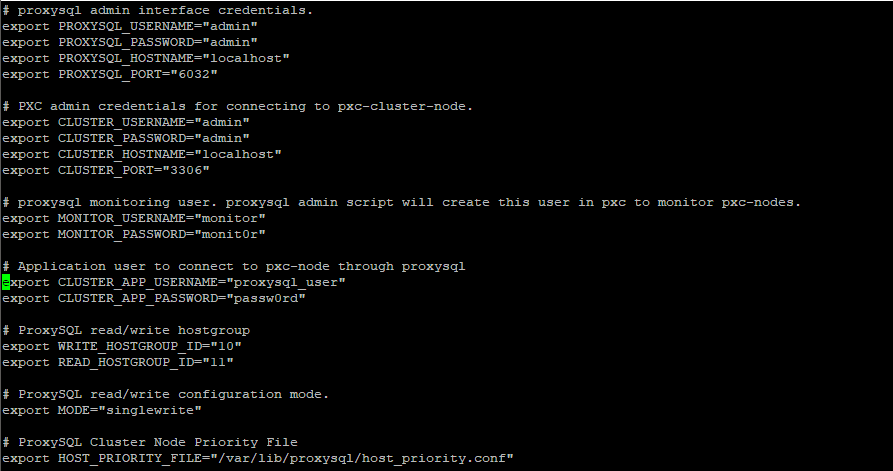 # proxysql admin interface credentials.
export PROXYSQL_USERNAME="admin"
export PROXYSQL_PASSWORD="admin"
export PROXYSQL_HOSTNAME="localhost"
export PROXYSQL_PORT="6032"
# PXC admin credentials for connecting to pxc-cluster-node.
export CLUSTER_USERNAME="admin"
export CLUSTER_PASSWORD="admin"
export CLUSTER_HOSTNAME="localhost"
export CLUSTER_PORT="3306"
# proxysql monitoring user. proxysql admin script will create this user in pxc to monitor pxc-nodes.
export MONITOR_USERNAME="monitor"
export MONITOR_PASSWORD="monit0r"
# Application user to connect to pxc-node through proxysql
export CLUSTER_APP_USERNAME="proxysql_user"
export CLUSTER_APP_PASSWORD="passw0rd"
# ProxySQL read/write hostgroup
export WRITE_HOSTGROUP_ID="10"
export READ_HOSTGROUP_ID="11"
# ProxySQL read/write configuration mode.
export MODE="singlewrite"
# ProxySQL Cluster Node Priority File
export HOST_PRIORITY_FILE="/var/lib/proxysql/host_priority.conf"